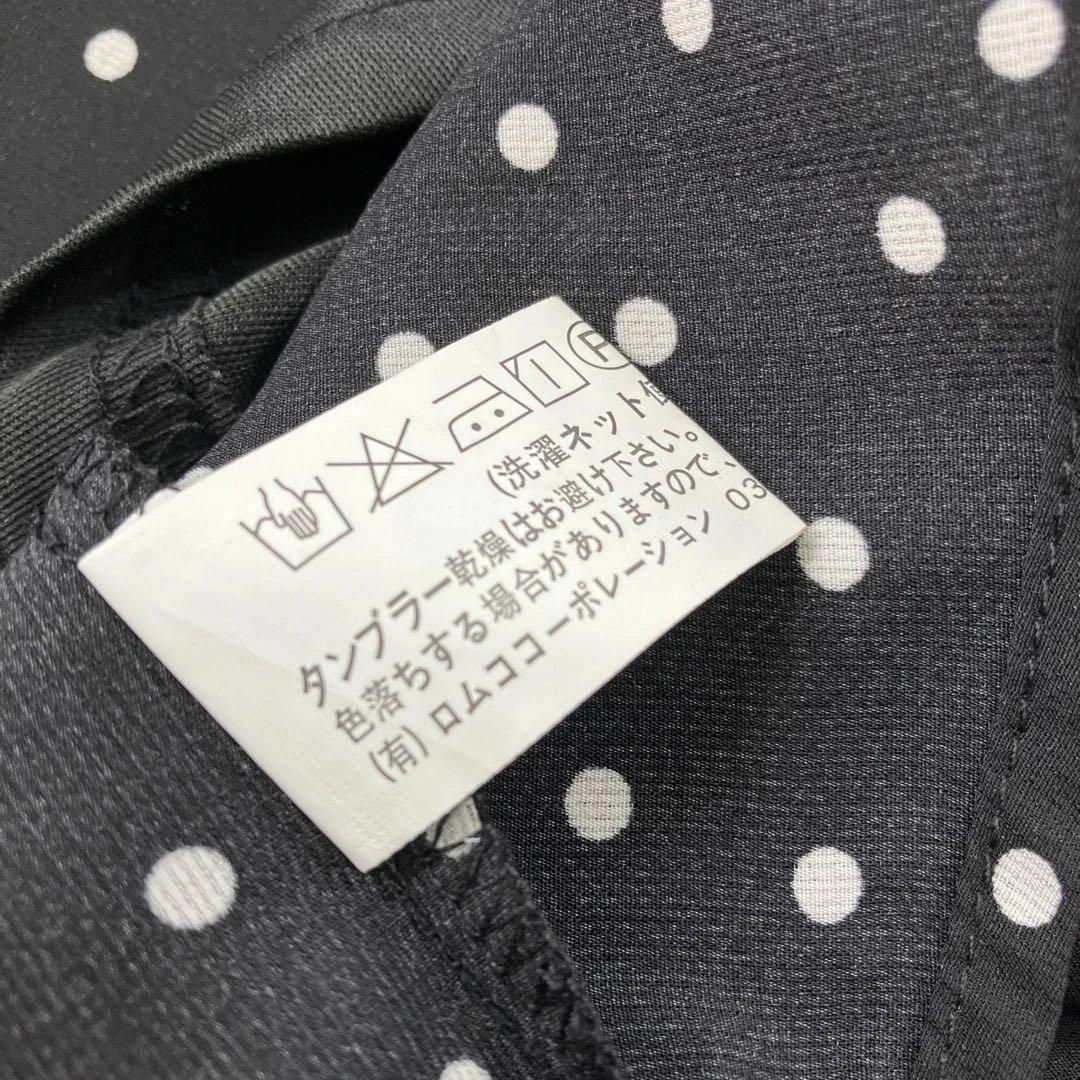 P
(洗濯ネット使
タンブラー乾燥はお避け下さい。
色落ちする場合がありますので、
(有) ロムココーポレーション 03